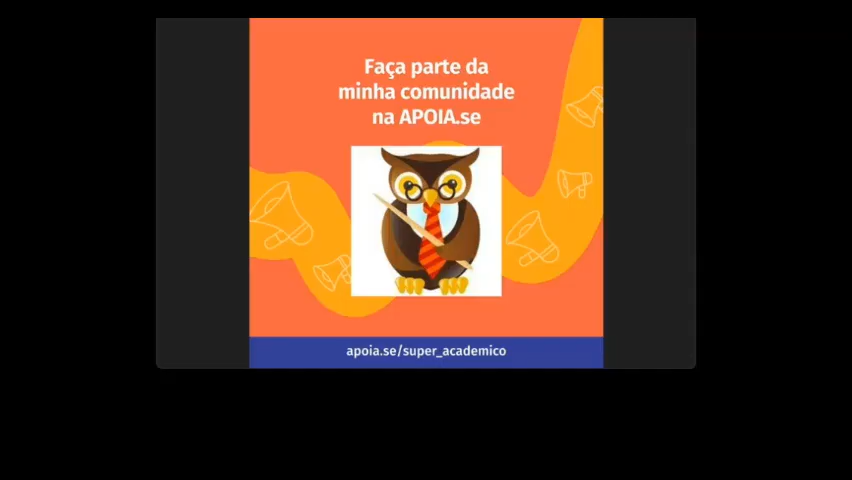 Faça parte da
minha comunidade
na APOIA.se
apoia.se/super_academico